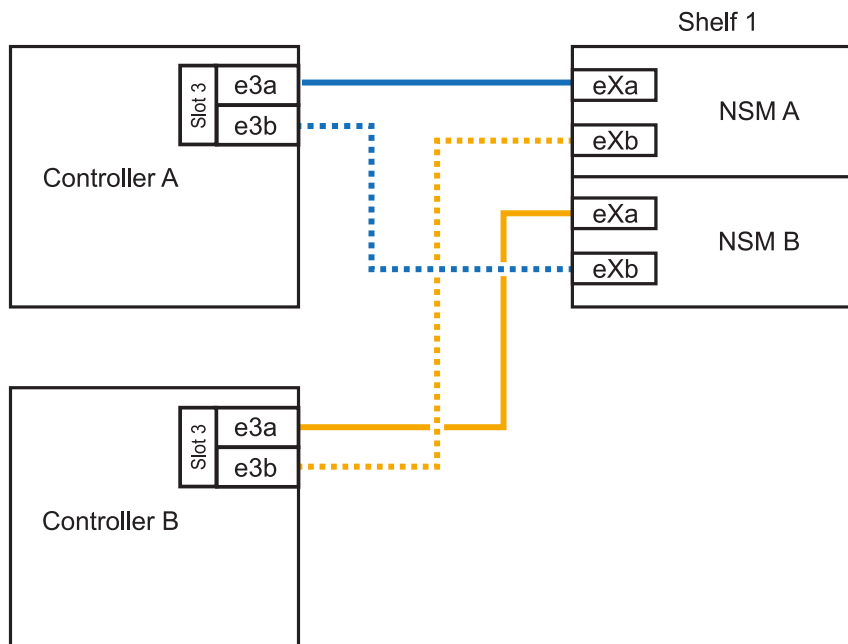 Shelf 1
Slot 3
e3a
e3b
Controller A
eXa
NSM A
eXb
eXa
NSM B
eXb
Slot 3
e3a
e3b
Controller B